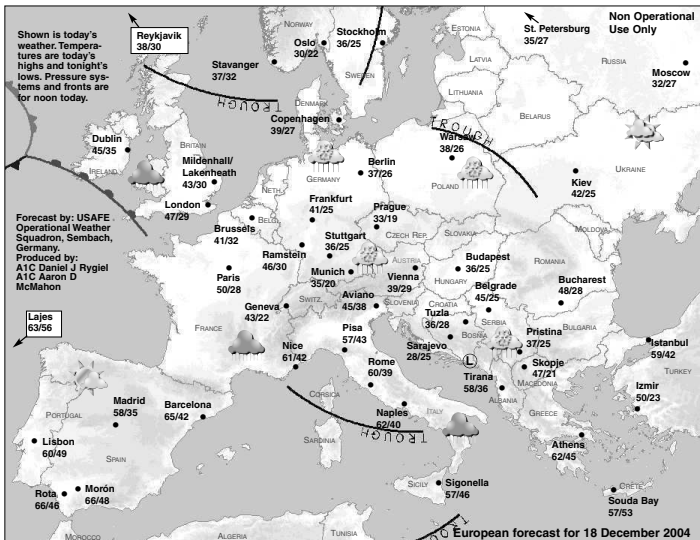 Shown is today's
weather. Tempera-
tures are today's
highs and tonight's
lows. Pressure sys-
tems and fronts are
for noon today.
Reykjavik
38/30
NORWAY
Oslo
30/22
Stockholm
36/25
ESTONIA
St. Petersburg
35/27
Non Operational
Use Only
Stavanger
37/32
SWEDEN
LATVIA
RUSSIA
Moscow
32/27
TROUGH
DENMARK
LITHUANIA
Copenhagen
39/27
BELARUS
TROUGH
Warsaw
38/26
Dublin
45/35
IRELAND
BRITAIN
Mildenhall/
Lakenheath
43/30
London
47/29
NETH.
GERMANY
Berlin
37/26
POLAND
UKRAINE
Kiev
42/25
Forecast by: USAFE
Operational Weather
Squadron, Sembach,
Germany.
Produced by:
A1C Daniel J Rygiel
A1C Aaron D
McMahon
Brussels
41/32
BELG.
Frankfurt
41/25
Prague
33/19
CZECH REP.
Ramstein
46/30
Stuttgart
36/25
SLOVAKIA
MOLDOVA
Paris
50/28
Munich
35/20
AUSTRIA
Vienna
39/29
Budapest
36/25
HUNGARY
ROMANIA
Geneva
43/22
SWITZ.
Aviano
45/38
SLOVENIA
CROATIA
Belgrade
45/25
Bucharest
48/28
Lajes
63/56
FRANCE
Nice
61/42
Pisa
57/43
Tuzla
36/28
BOSNIA
SERBIA
Sarajevo
28/25
Pristina
37/25
BULGARIA
Istanbul
59/42
L
Skopje
47/21
MACEDONIA
Rome
60/39
Tirana
58/36
ALBANIA
TURKEY
Madrid
58/35
Barcelona
65/42
CORSICA
Naples
62/40
ITALY
GREECE
Izmir
50/23
PORTUGAL
Lisbon
60/49
SPAIN
SARDINIA
TROUGH
Athens
62/45
Rota
66/46
Morón
66/48
SICILY
Sigonella
57/46
CRETE
Souda Bay
57/53
MOROCCO
ALGERIA
TUNISIA
European forecast for 18 December 2004